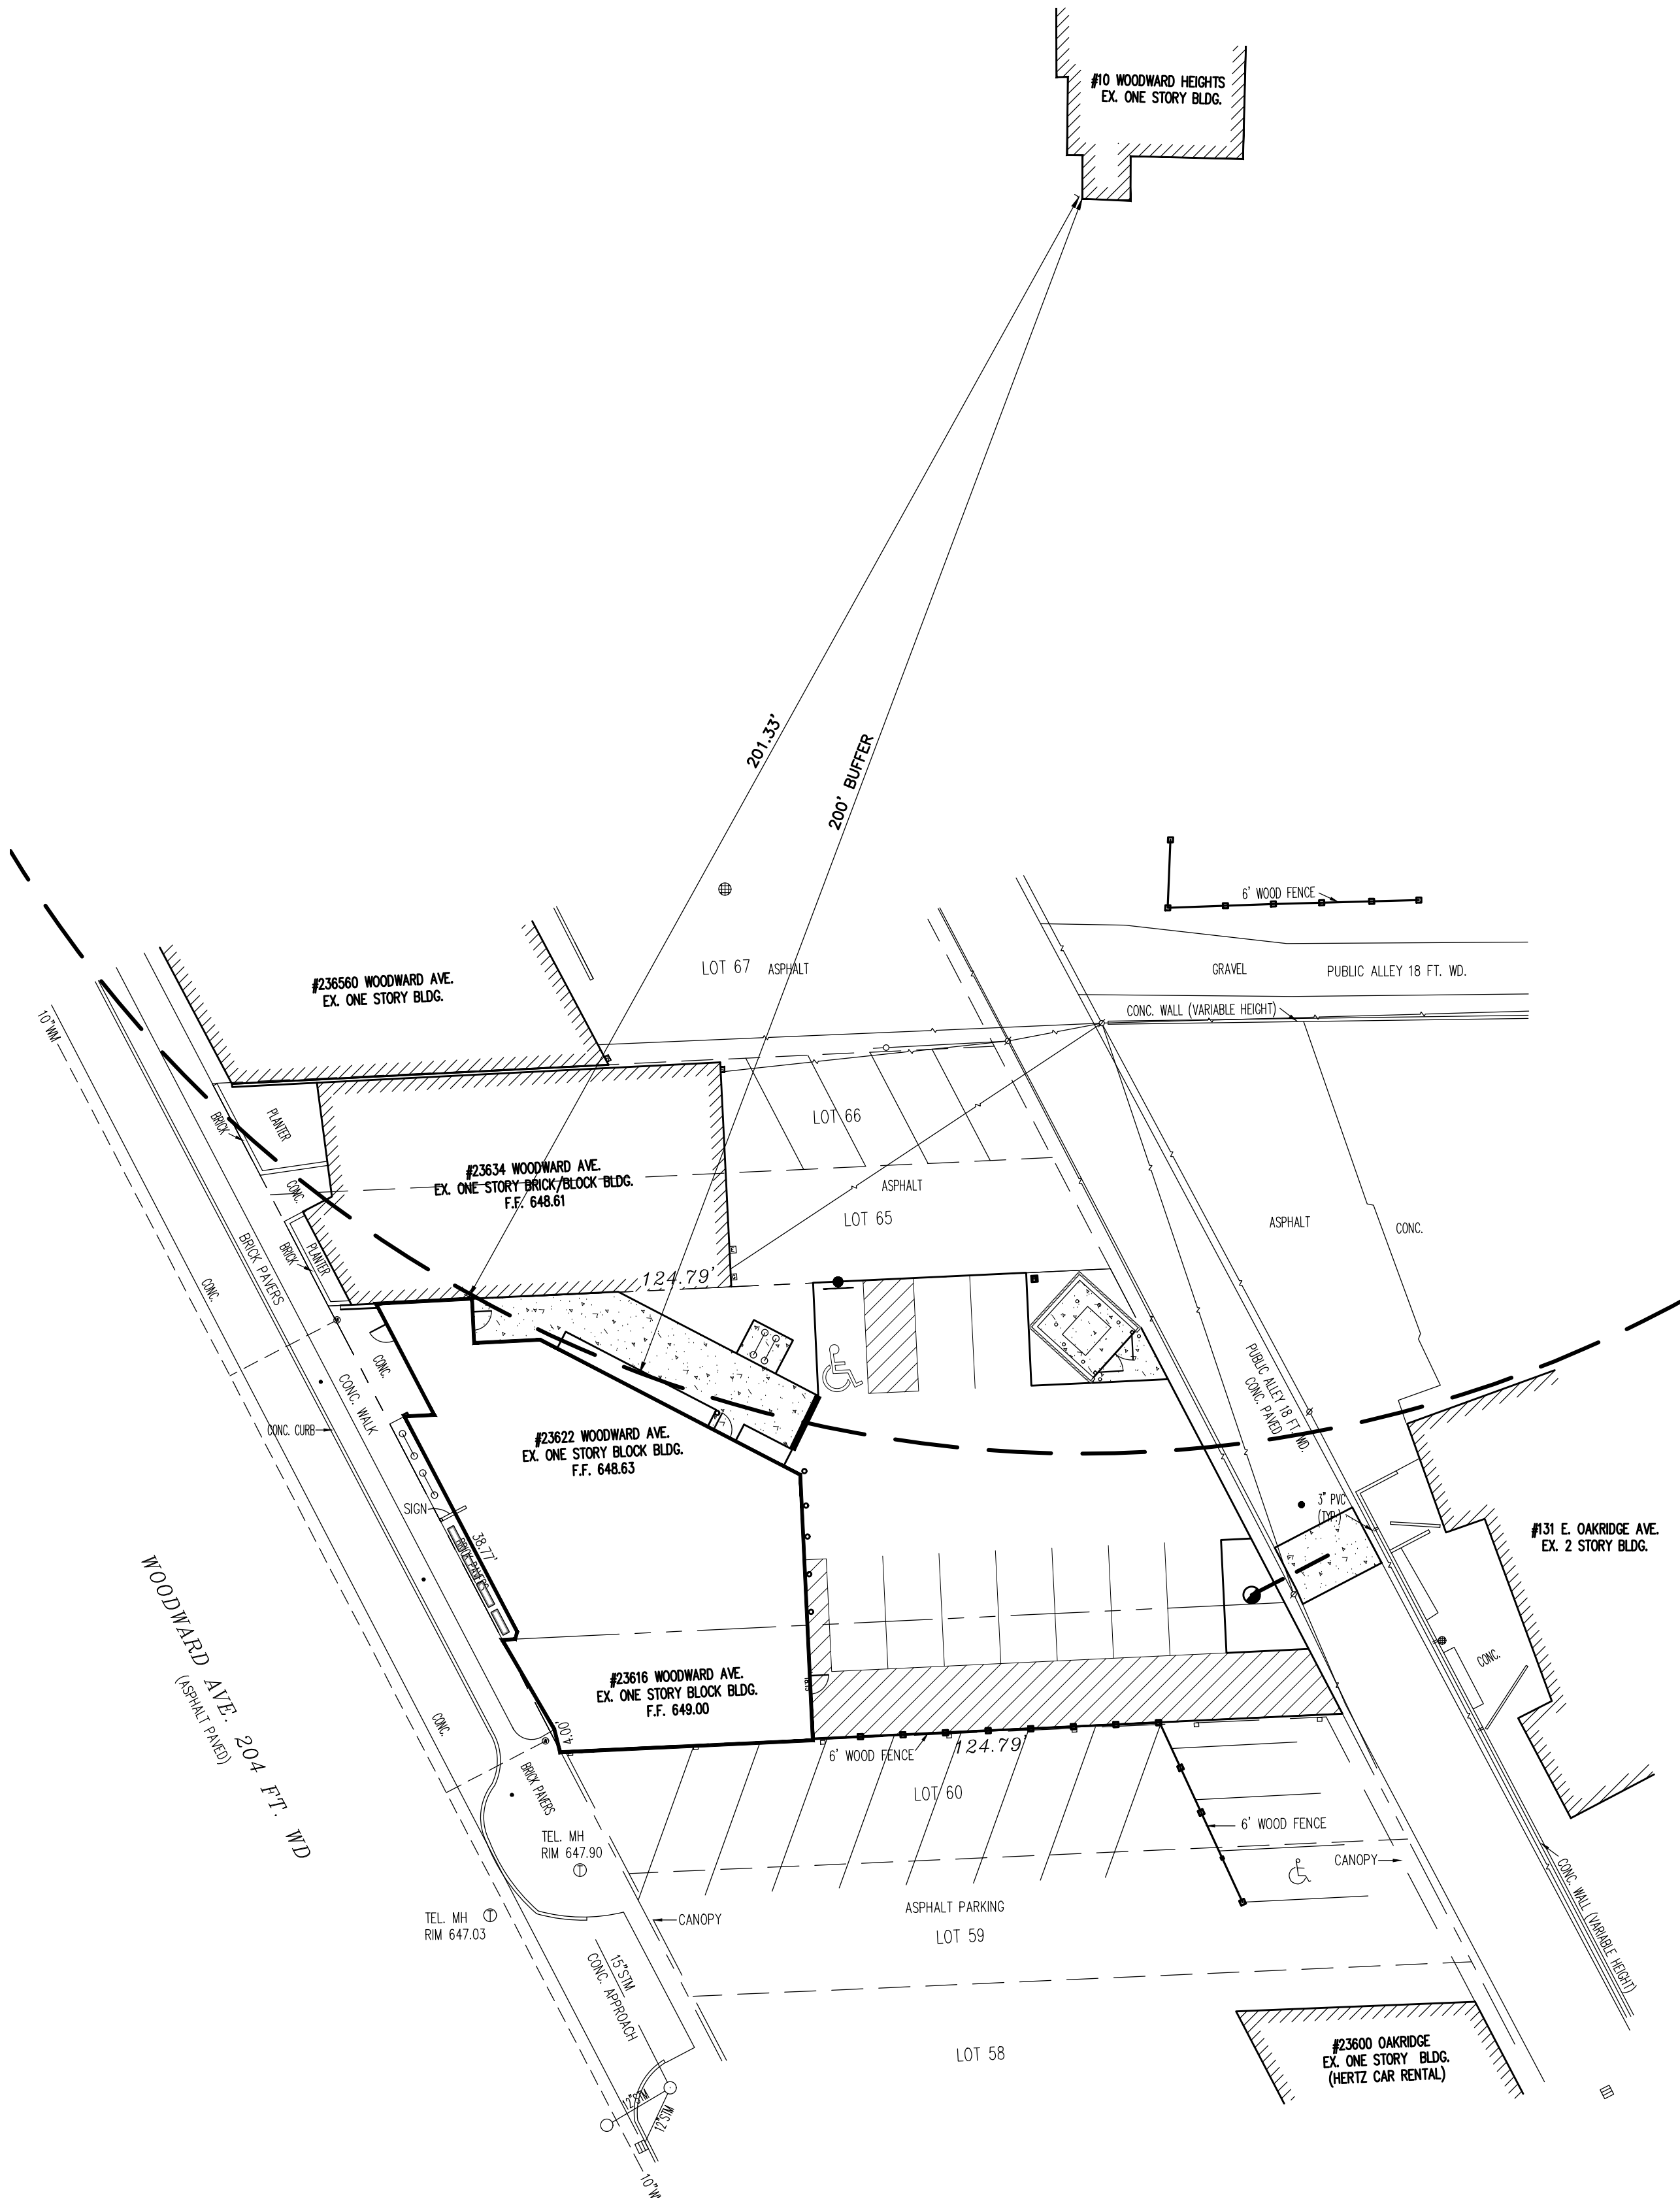 #10 WOODWARD HEIGHTS
EX. ONE STORY BLDG.
201.33'
200' BUFFER
6' WOOD FENCE
LOT 67
ASPHALT
GRAVEL
PUBLIC ALLEY 18 FT. WD.
#236560 WOODWARD AVE.
EX. ONE STORY BLDG.
CONC. WALL (VARIABLE HEIGHT)
10"WM
BRICK
PLANTER
LOT 66
#23634 WOODWARD AVE.
EX. ONE STORY BRICK/BLOCK BLDG.
F.F. 648.61
CONC.
ASPHALT
LOT 65
ASPHALT
CONC.
BRICK
PLANTER
BRICK PAVERS
CONC.
124.79'
PUBLIC ALLEY 18 FT. WD.
CONC. PAVED
CONC.
CONC. WALK
CONC. CURB
#23622 WOODWARD AVE.
EX. ONE STORY BLOCK BLDG.
F.F. 648.63
SIGN
38.77'
BRICK PAVERS
3" PVC
(TYP.)
#131 E. OAKRIDGE AVE.
EX. 2 STORY BLDG.
WOODWARD AVE. 204 FT. WD
(ASPHALT PAVED)
#23616 WOODWARD AVE.
EX. ONE STORY BLOCK BLDG.
F.F. 649.00
CONC.
CONC.
4.00'
6' WOOD FENCE
124.79'
BRICK PAVERS
LOT 60
6' WOOD FENCE
TEL. MH
RIM 647.90
CANOPY
TEL. MH
RIM 647.03
CANOPY
ASPHALT PARKING
LOT 59
CONC. WALL (VARIABLE HEIGHT)
15"STM
CONC. APPROACH
LOT 58
#23600 OAKRIDGE
EX. ONE STORY BLDG.
(HERTZ CAR RENTAL)
12"STM
12"STM